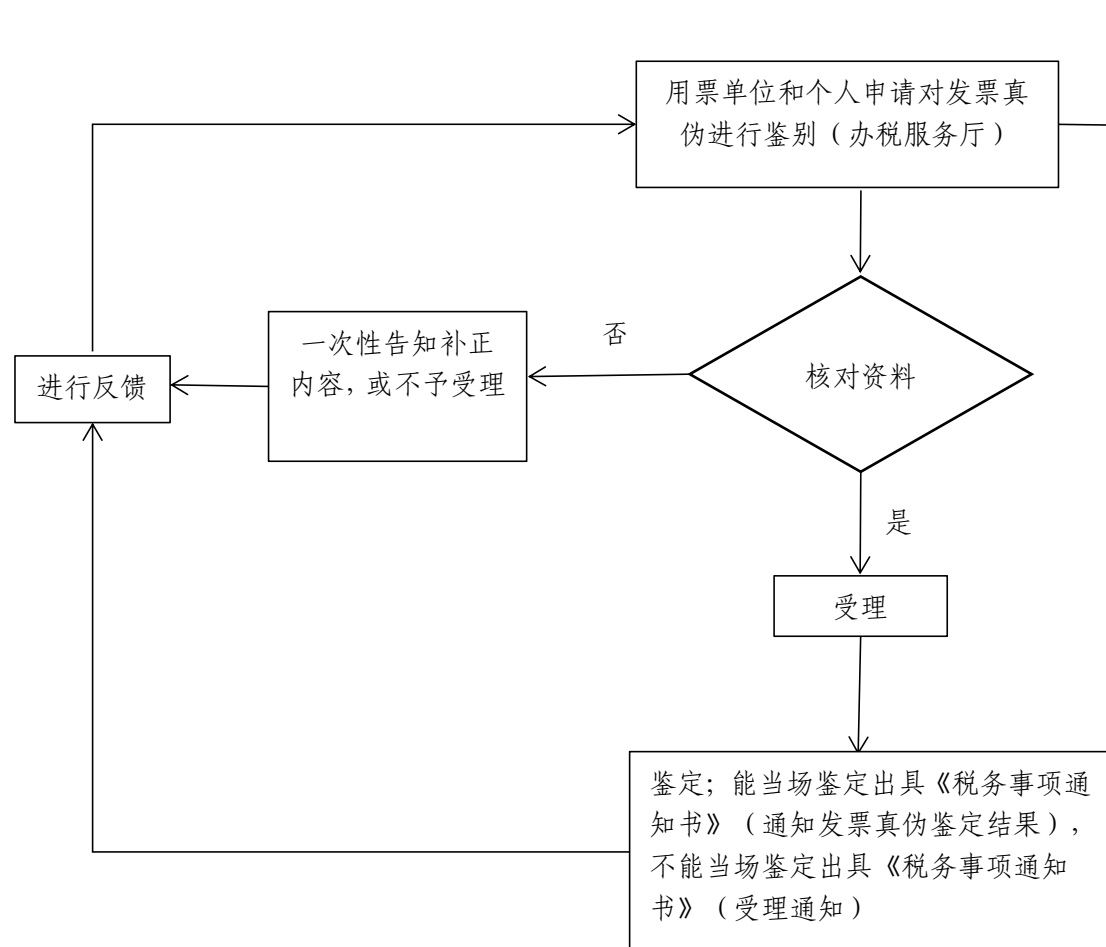 用票单位和个人申请对发票真
伪进行鉴别（办税服务厅）
否
一次性告知补正
内容，或不予受理
进行反馈
核对资料
是
受理
鉴定；能当场鉴定出具《税务事项通
知书》（通知发票真伪鉴定结果），
不能当场鉴定出具《税务事项通知
书》（受理通知）